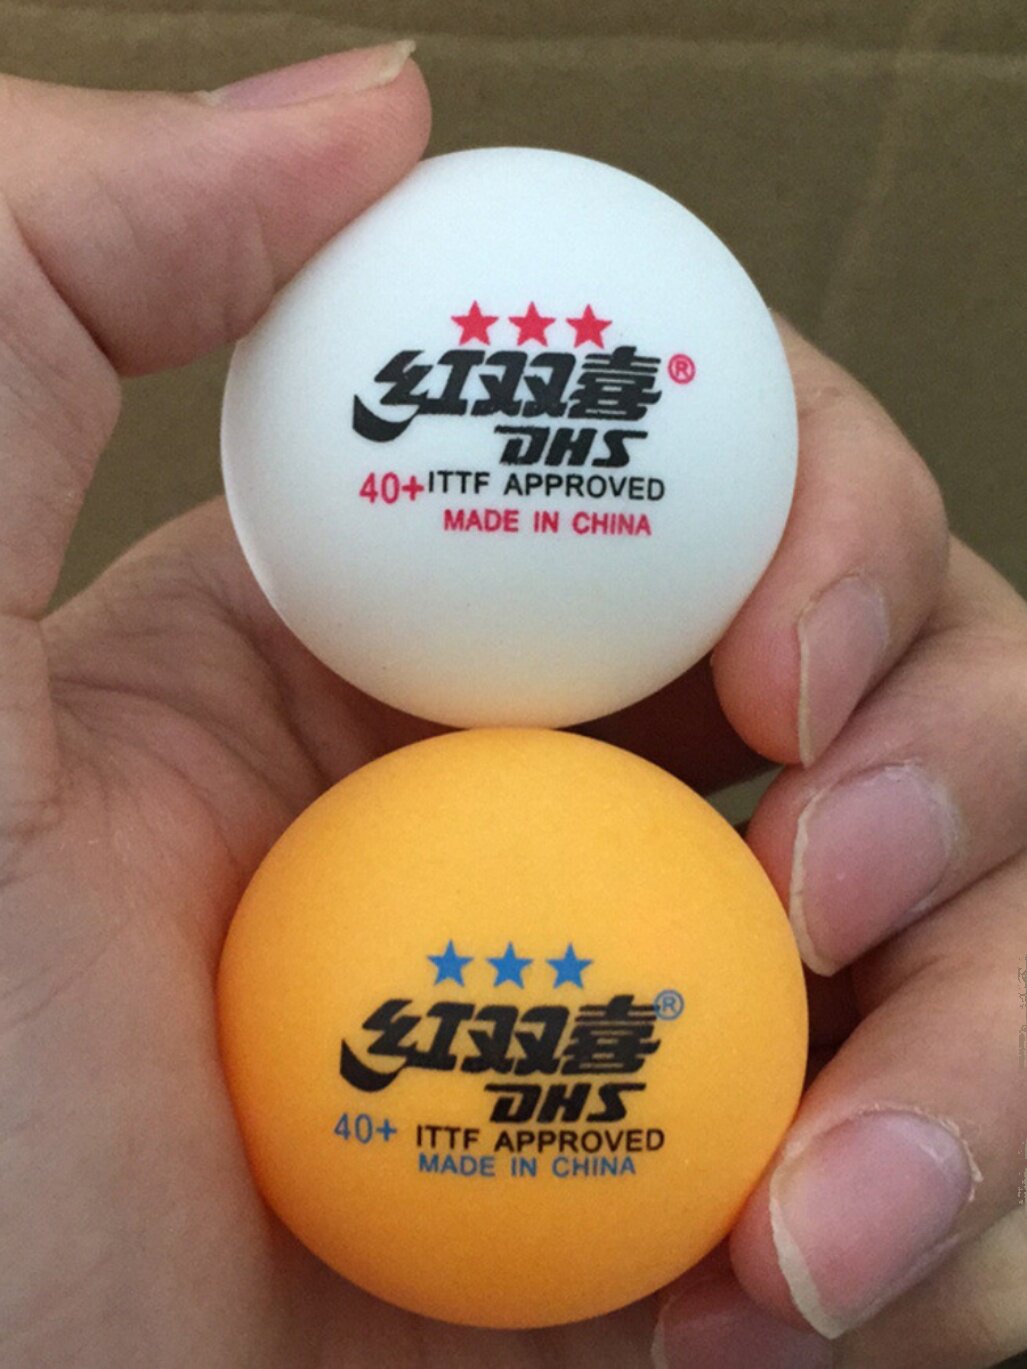 ★★★
红双喜®
DHS
40+ ITTF APPROVED
MADE IN CHINA
★★★
红双喜®
DHS
40+ ITTF APPROVED
MADE IN CHINA